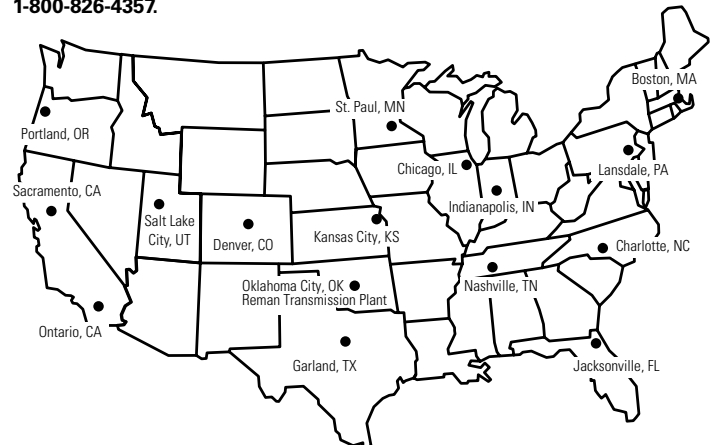 1-800-826-4357.
Boston, MA
St. Paul, MN
Portland, OR
Chicago, IL
Lansdale, PA
Sacramento, CA
Indianapolis, IN
Salt Lake
City, UT
Denver, CO
Kansas City, KS
Charlotte, NC
Oklahoma City, OK
Reman Transmission Plant
Nashville, TN
Ontario, CA
Garland, TX
Jacksonville, FL